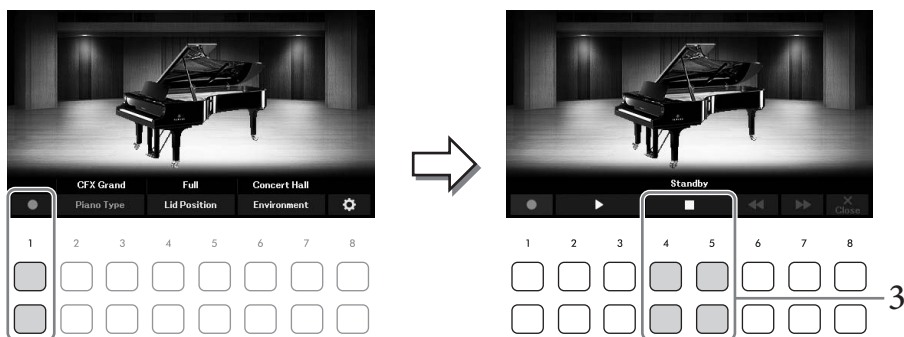 CFX Grand Full Concert Hall
Piano Type Lid Position Environment
1 2 3 4 5 6 7 8
Standby
Close
1 2 3 4 5 6 7 8
3